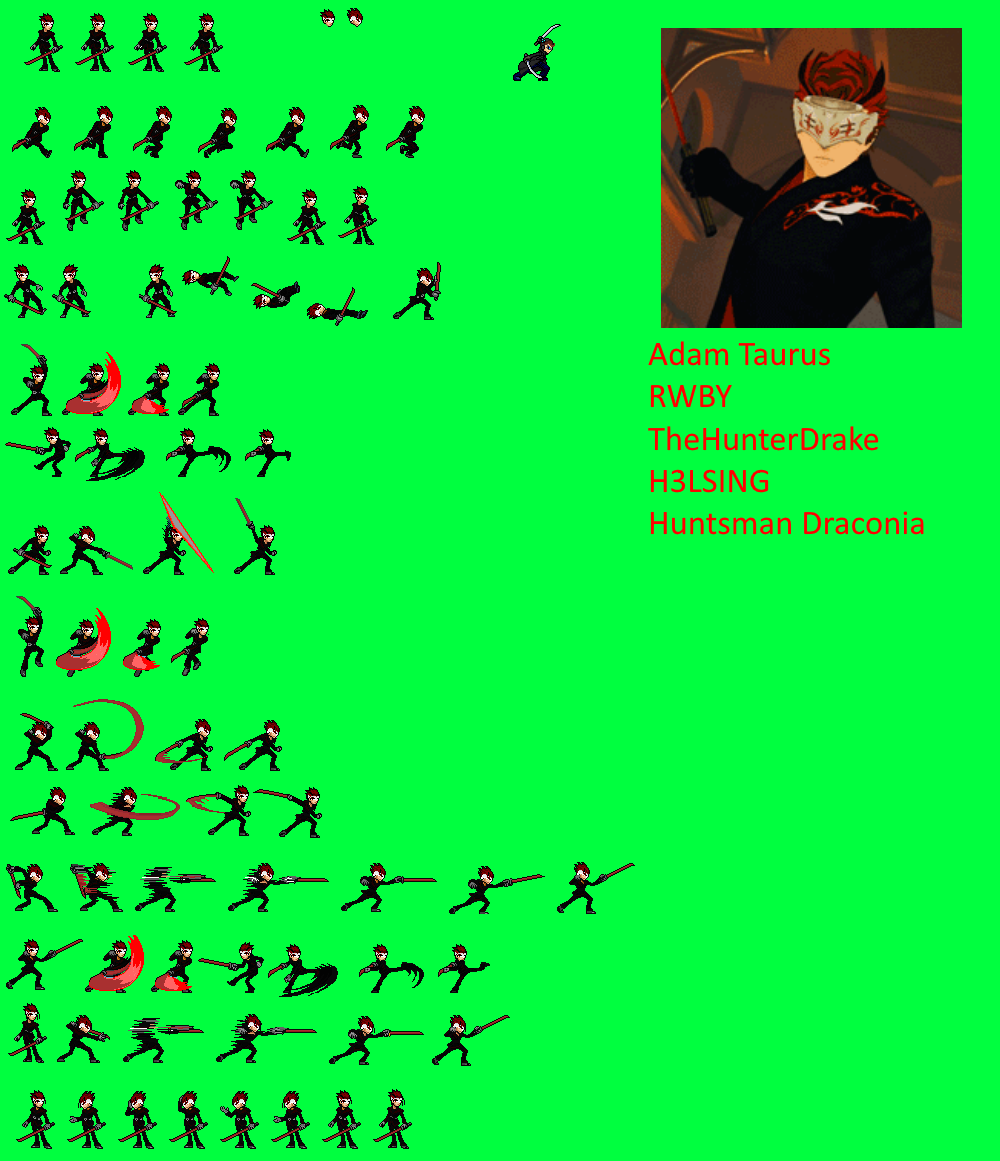 Adam Taurus
RWBY
TheHunterDrake
H3LSING
Huntsman Draconia